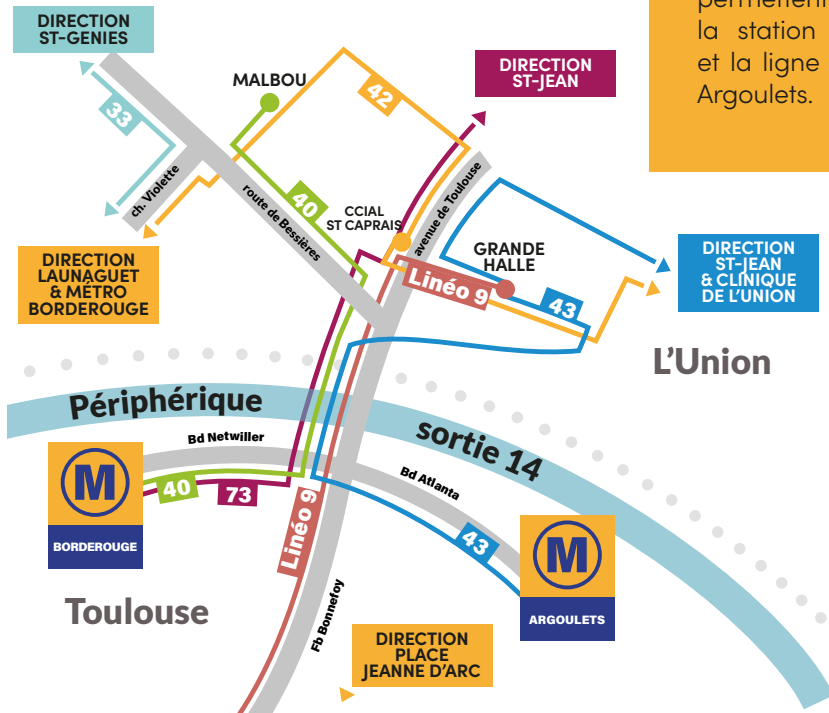 permettent
la station
et la ligne
Argoulets.
DIRECTION
ST-GENIES
33
MALBOU
42
DIRECTION
ST-JEAN
ch. Violette
route de Bessières
40
CCIAL
ST CAPRAIS
avenue de Toulouse
GRANDE
HALLE
Linéo 9
43
DIRECTION
ST-JEAN
& CLINIQUE
DE L'UNION
DIRECTION
LAUNAGUET
& MÉTRO
BORDEROUGE
L'Union
Périphérique
sortie 14
Bd Netwiller
Bd Atlanta
M
BORDEROUGE
40
73
Linéo 9
43
M
ARGOULETS
Toulouse
Fb Bonnefoy
DIRECTION
PLACE
JEANNE D'ARC